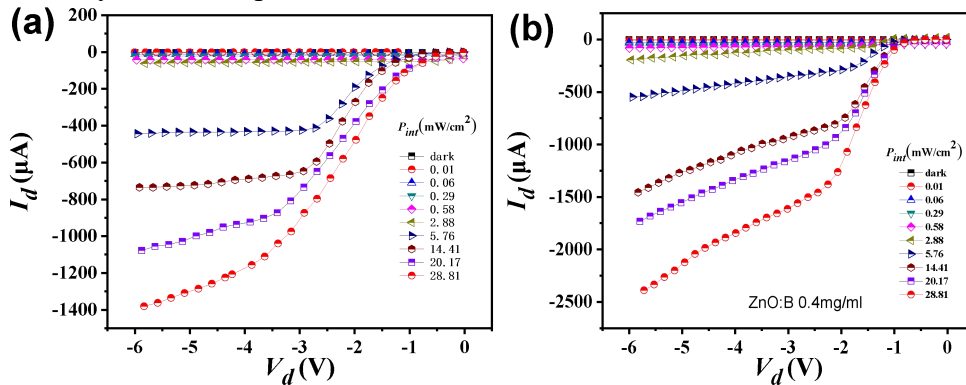 (a)
0
-200
-400
-600
-800
-1000
-1200
-1400
I_d (μA)
P_int(mW/cm²)
dark
0.01
0.06
0.29
0.58
2.88
5.76
14.41
20.17
28.81
-6 -5 -4 -3 -2 -1 0
V_d (V)
(b)
0
-500
-1000
-1500
-2000
-2500
I_d (μA)
P_int(mW/cm²)
dark
0.01
0.06
0.29
0.58
2.88
5.76
14.41
20.17
28.81
ZnO:B 0.4mg/ml
-6 -5 -4 -3 -2 -1 0
V_d (V)